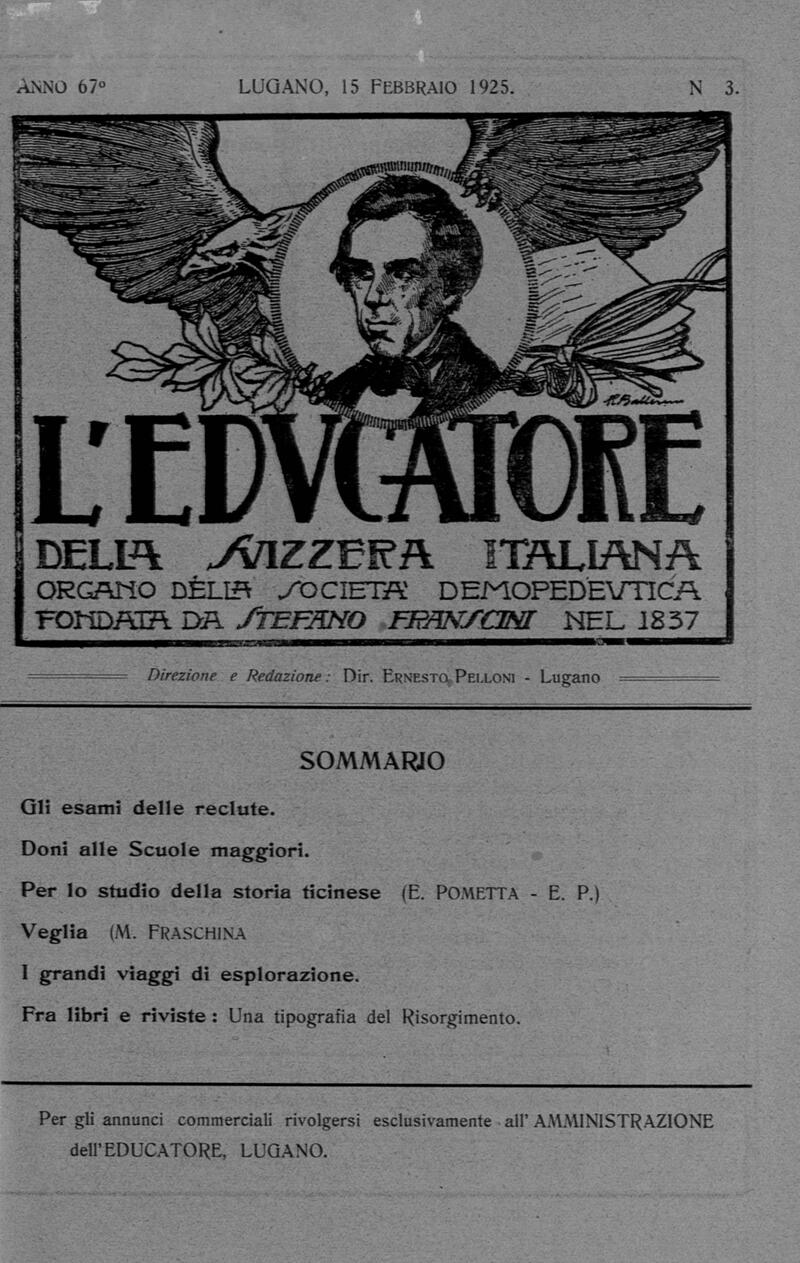 ANNO 67° LUGANO, 15 FEBBRAIO 1925. N 3.
L'EDVCATORE
DELLA SVIZZERA ITALIANA
ORGANO DELLA SOCIETA' DEMOPEDEVTICA
FONDATA DA STEFANO FRANSCINI NEL 1837
Direzione e Redazione: Dir. ERNESTO PELLONI - Lugano
SOMMARIO
Gli esami delle reclute.
Doni alle Scuole maggiori.
Per lo studio della storia ticinese (E. POMETTA - E. P.)
Veglia (M. FRASCHINA
I grandi viaggi di esplorazione.
Fra libri e riviste : Una tipografia del Risorgimento.
Per gli annunci commerciali rivolgersi esclusivamente all' AMMINISTRAZIONE
dell'EDUCATORE, LUGANO.